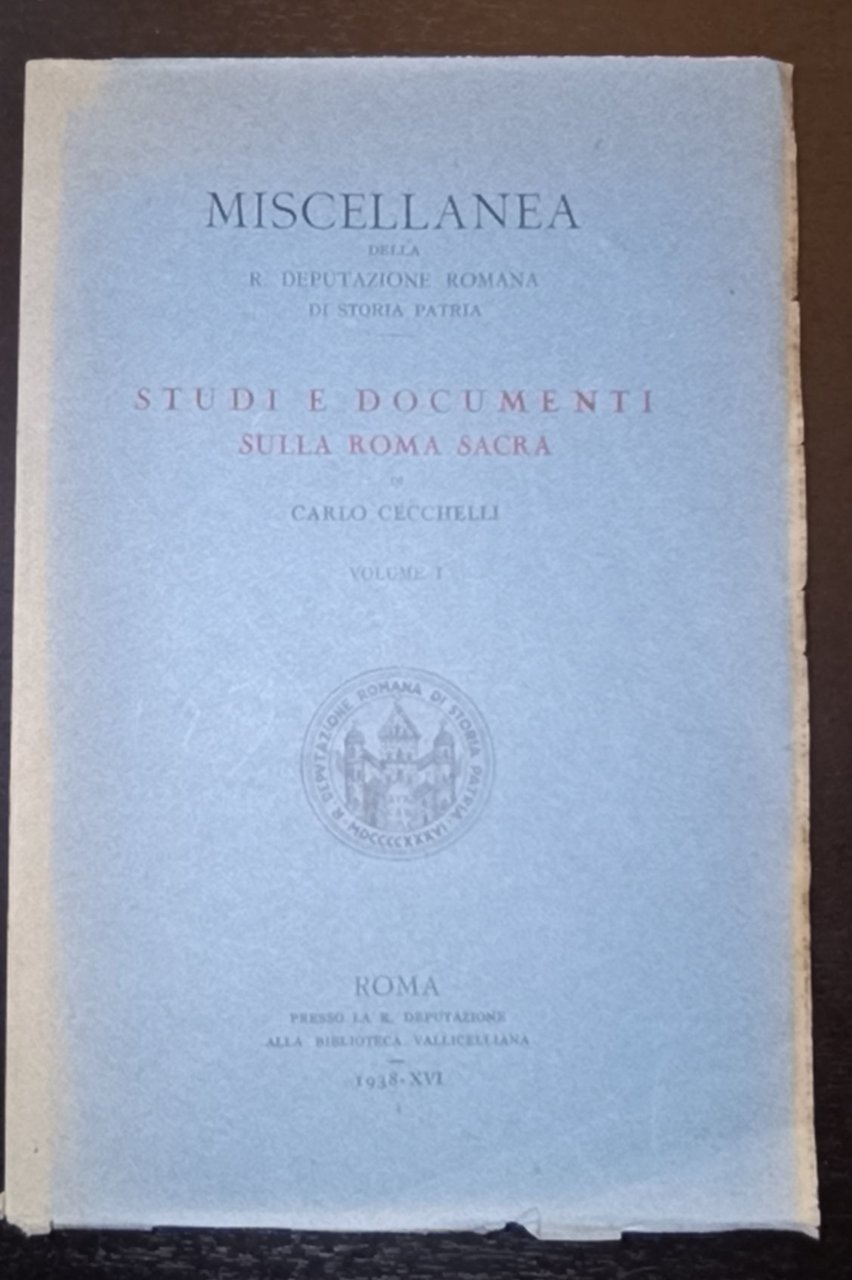 MISCELLANEA
DELLA
R. DEPUTAZIONE ROMANA
DI STORIA PATRIA
STUDI E DOCUMENTI
SULLA ROMA SACRA
DI
CARLO CECCHELLI
VOLUME I
R. DEPUTAZIONE ROMANA DI STORIA PATRIA ·
MDCCCCXXXVI
ROMA
PRESSO LA R. DEPUTAZIONE
ALLA BIBLIOTECA VALLICELLIANA
1938-XVI